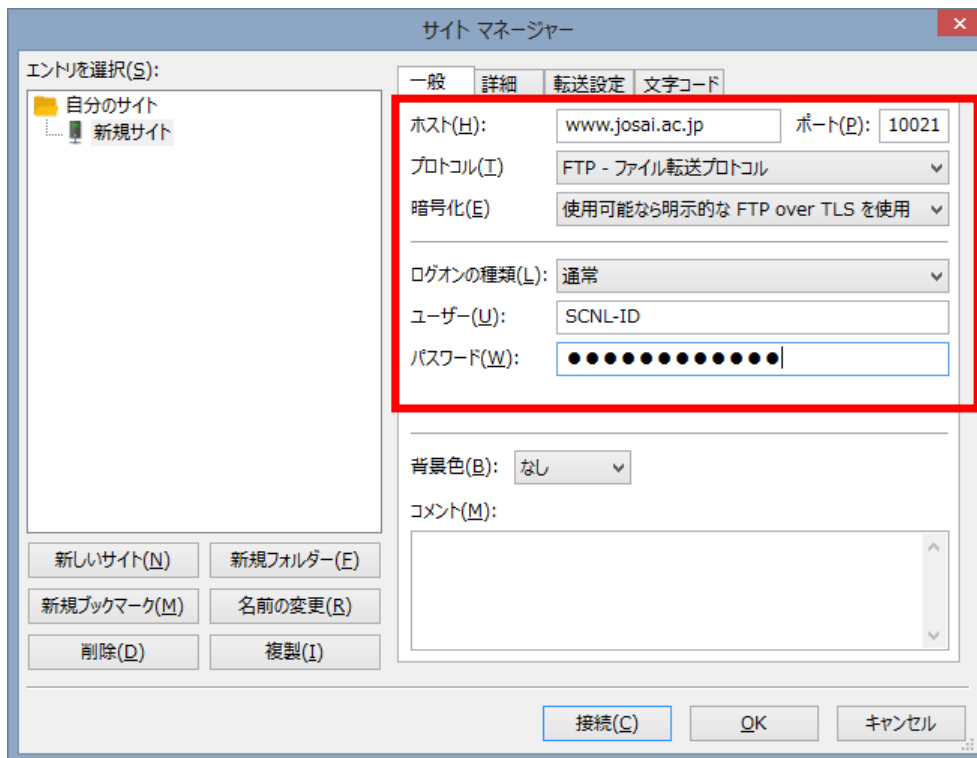 サイト マネージャー
エントリを選択(S):
自分のサイト
新規サイト
新しいサイト(N) 新規フォルダー(F)
新規ブックマーク(M) 名前の変更(R)
削除(D) 複製(I)
一般 詳細 転送設定 文字コード
ホスト(H): www.josai.ac.jp ポート(P): 10021
プロトコル(T) FTP - ファイル転送プロトコル
暗号化(E) 使用可能なら明示的な FTP over TLS を使用
ログオンの種類(L): 通常
ユーザー(U): SCNL-ID
パスワード(W): ●●●●●●●●●●●●
背景色(B): なし
コメント(M):
接続(C) OK キャンセル